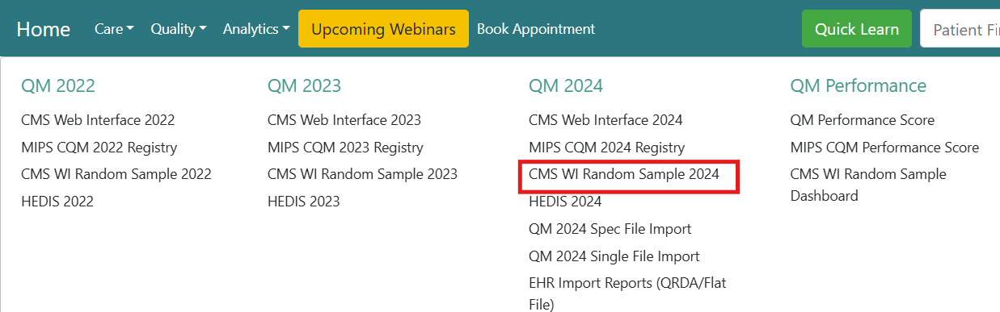 Home Care Quality Analytics Upcoming Webinars Book Appointment Quick Learn Patient Fi
QM 2022
CMS Web Interface 2022
MIPS CQM 2022 Registry
CMS WI Random Sample 2022
HEDIS 2022
QM 2023
CMS Web Interface 2023
MIPS CQM 2023 Registry
CMS WI Random Sample 2023
HEDIS 2023
QM 2024
CMS Web Interface 2024
MIPS CQM 2024 Registry
CMS WI Random Sample 2024
HEDIS 2024
QM 2024 Spec File Import
QM 2024 Single File Import
EHR Import Reports (QRDA/Flat
File)
QM Performance
QM Performance Score
MIPS CQM Performance Score
CMS WI Random Sample
Dashboard